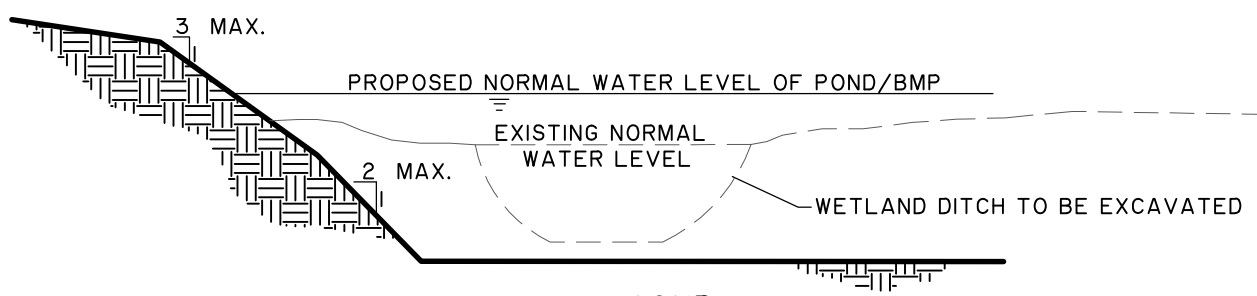 3 MAX.
PROPOSED NORMAL WATER LEVEL OF POND/BMP
EXISTING NORMAL
WATER LEVEL
2 MAX.
WETLAND DITCH TO BE EXCAVATED